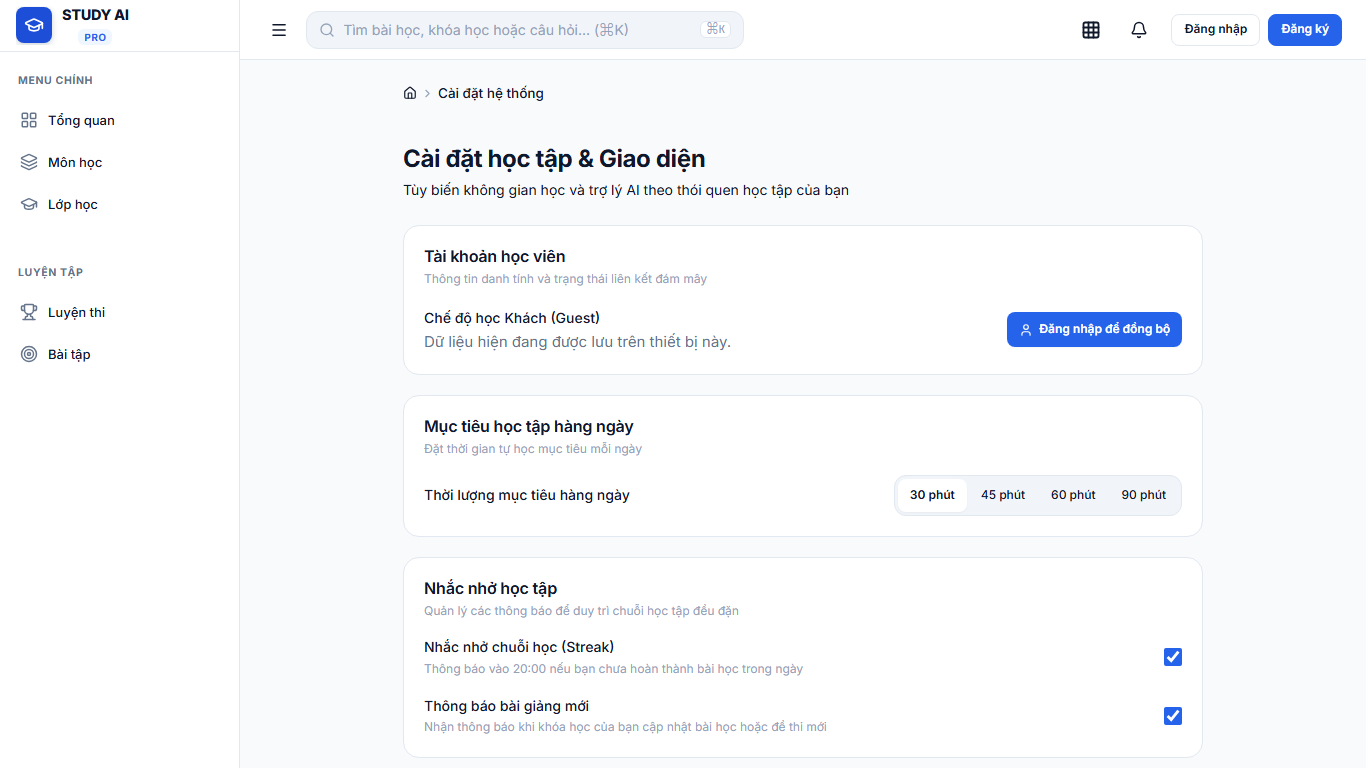 STUDY AI
PRO
MENU CHÍNH
Tổng quan
Môn học
Lớp học
LUYỆN TẬP
Luyện thi
Bài tập
Tìm bài học, khóa học hoặc câu hỏi... (⌘K)
⌘K
Đăng nhập
Đăng ký
Cài đặt hệ thống
Cài đặt học tập & Giao diện
Tùy biến không gian học và trợ lý AI theo thói quen học tập của bạn
Tài khoản học viên
Thông tin danh tính và trạng thái liên kết đám mây
Chế độ học Khách (Guest)
Dữ liệu hiện đang được lưu trên thiết bị này.
Đăng nhập để đồng bộ
Mục tiêu học tập hàng ngày
Đặt thời gian tự học mục tiêu mỗi ngày
Thời lượng mục tiêu hàng ngày
30 phút
45 phút
60 phút
90 phút
Nhắc nhở học tập
Quản lý các thông báo để duy trì chuỗi học tập đều đặn
Nhắc nhở chuỗi học (Streak)
Thông báo vào 20:00 nếu bạn chưa hoàn thành bài học trong ngày
Thông báo bài giảng mới
Nhận thông báo khi khóa học của bạn cập nhật bài học hoặc đề thi mới